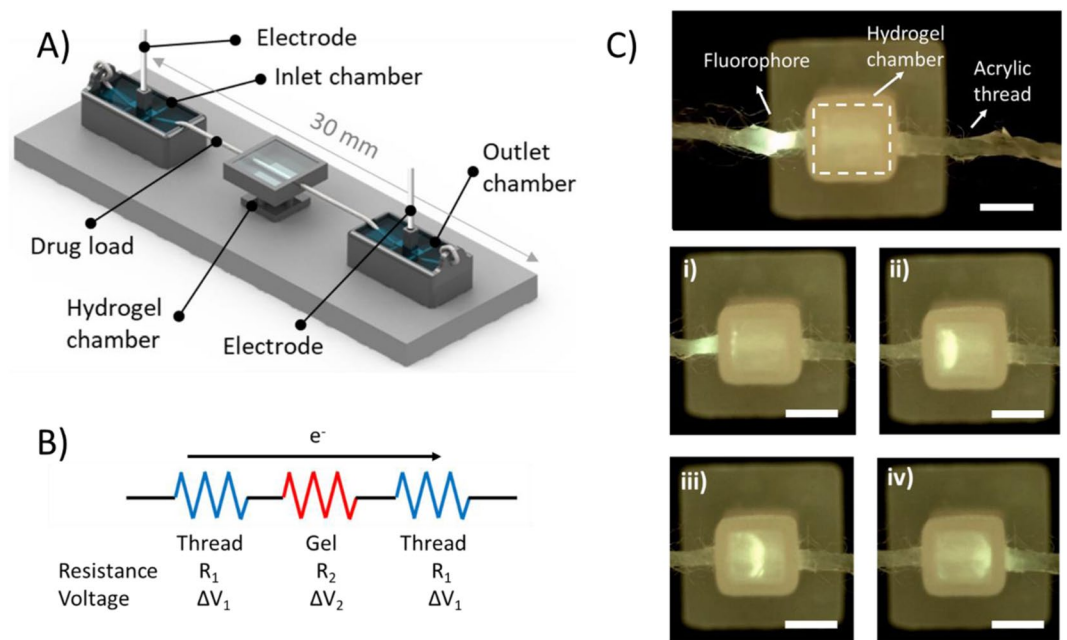 A)
Electrode
Inlet chamber
30 mm
Outlet
chamber
Drug load
Hydrogel
chamber
Electrode
B)
e-
Thread Gel Thread
Resistance R1 R2 R1
Voltage ΔV1 ΔV2 ΔV1
C)
Hydrogel
chamber
Fluorophore
Acrylic
thread
i)
ii)
iii)
iv)